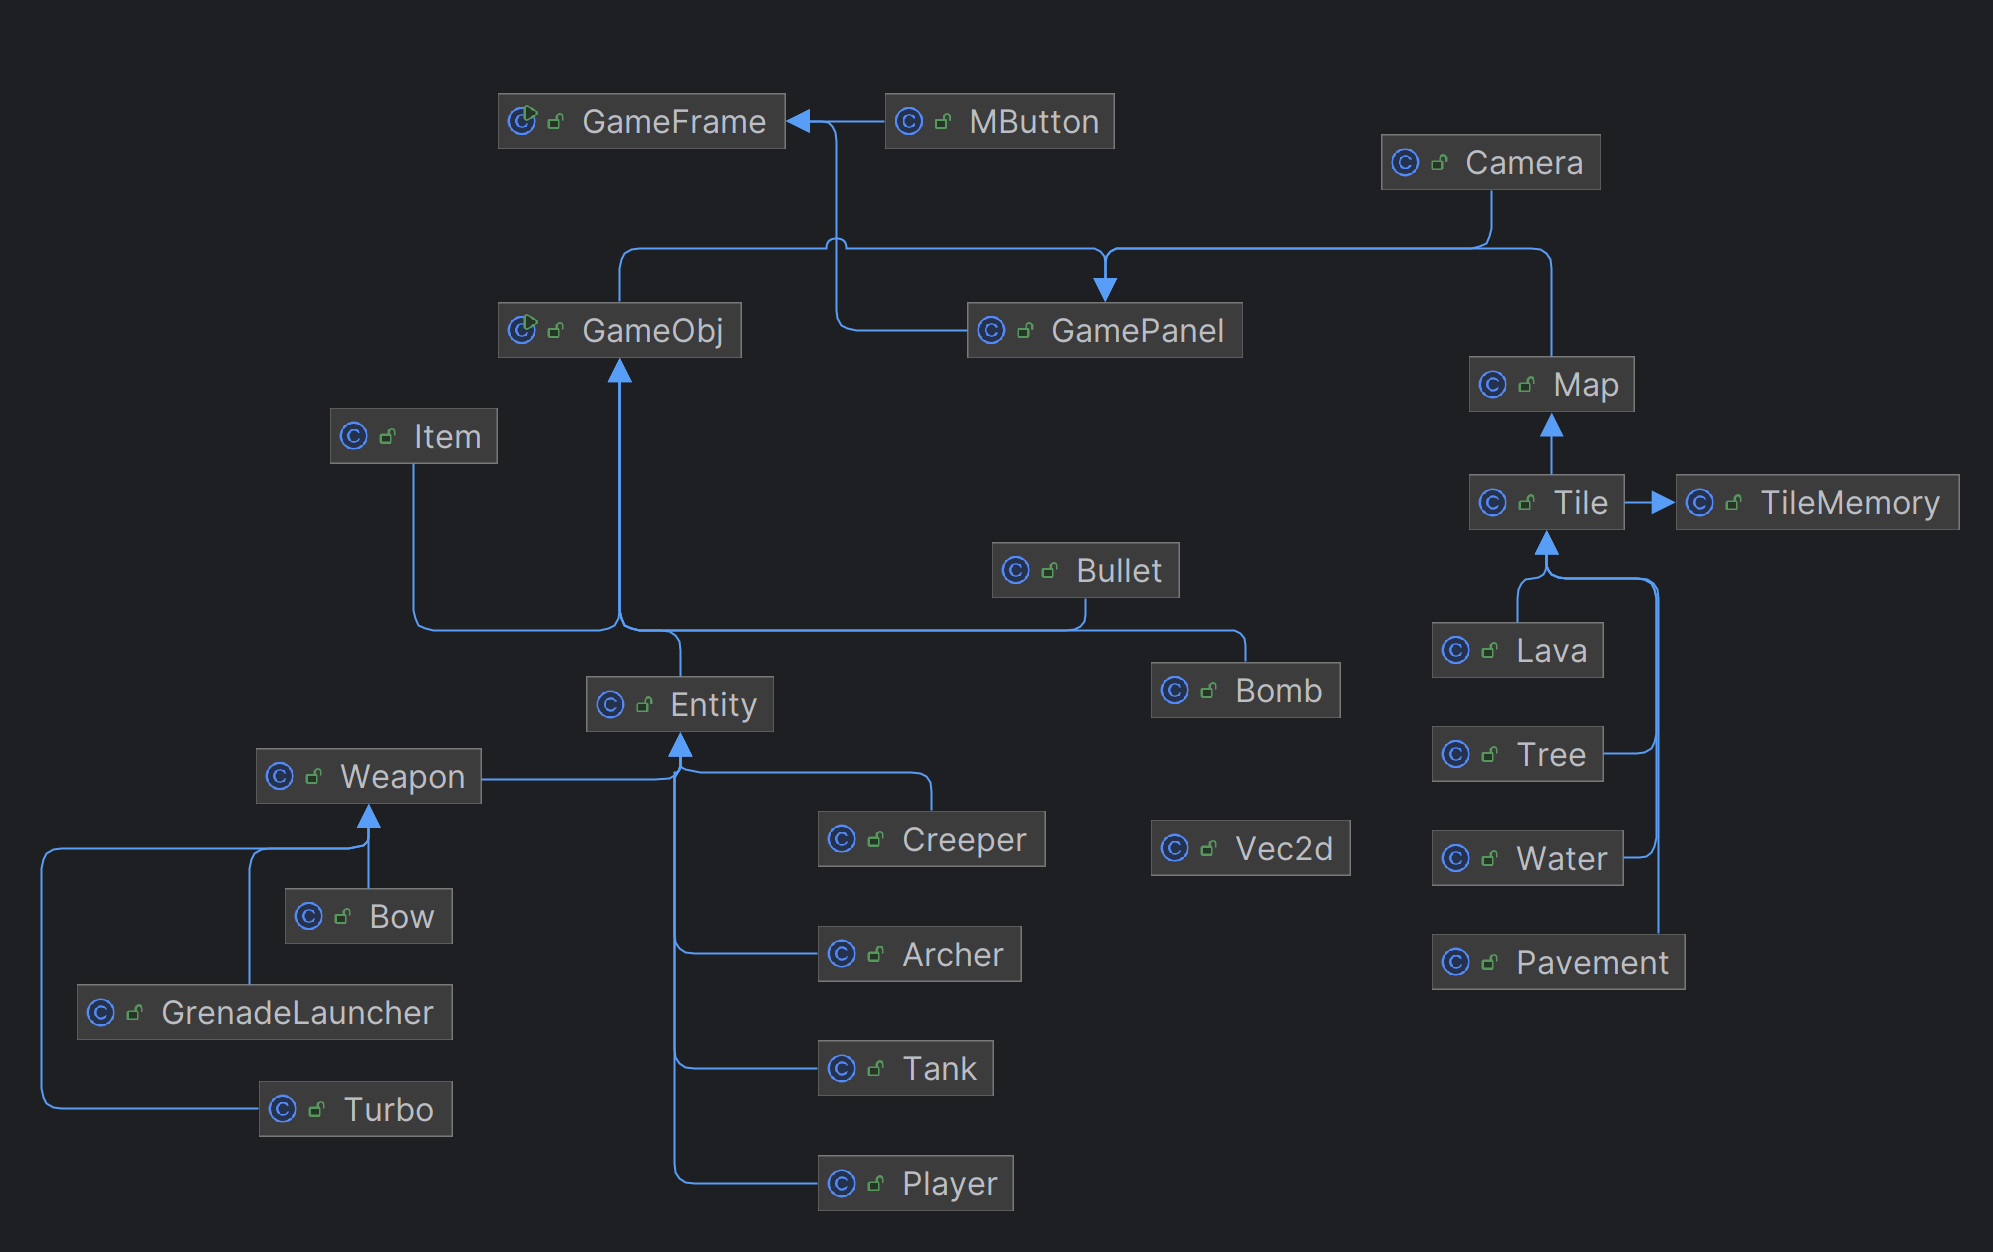 GameFrame
MButton
Camera
GameObj
GamePanel
Map
Item
Tile
TileMemory
Bullet
Lava
Entity
Bomb
Tree
Weapon
Creeper
Vec2d
Water
Bow
Archer
Pavement
GrenadeLauncher
Tank
Turbo
Player